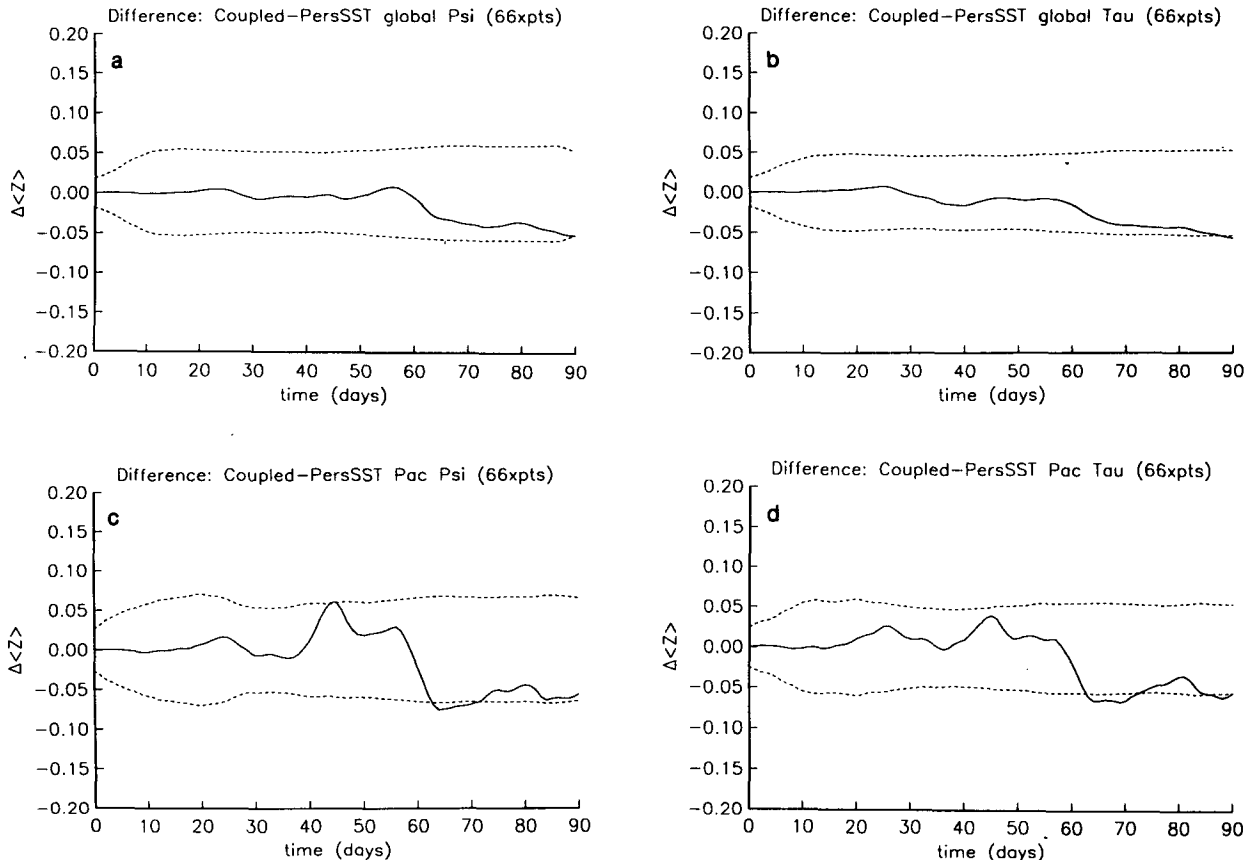 Difference: Coupled-PersSST global Psi (66xpts)
a
0.20
0.15
0.10
0.05
0.00
-0.05
-0.10
-0.15
-0.20
Δ<Z>
0 10 20 30 40 50 60 70 80 90
time (days)
Difference: Coupled-PersSST global Tau (66xpts)
b
0.20
0.15
0.10
0.05
0.00
-0.05
-0.10
-0.15
-0.20
Δ<Z>
0 10 20 30 40 50 60 70 80 90
time (days)
Difference: Coupled-PersSST Pac Psi (66xpts)
c
0.20
0.15
0.10
0.05
0.00
-0.05
-0.10
-0.15
-0.20
Δ<Z>
0 10 20 30 40 50 60 70 80 90
time (days)
Difference: Coupled-PersSST Pac Tau (66xpts)
d
0.20
0.15
0.10
0.05
0.00
-0.05
-0.10
-0.15
-0.20
Δ<Z>
0 10 20 30 40 50 60 70 80 90
time (days)